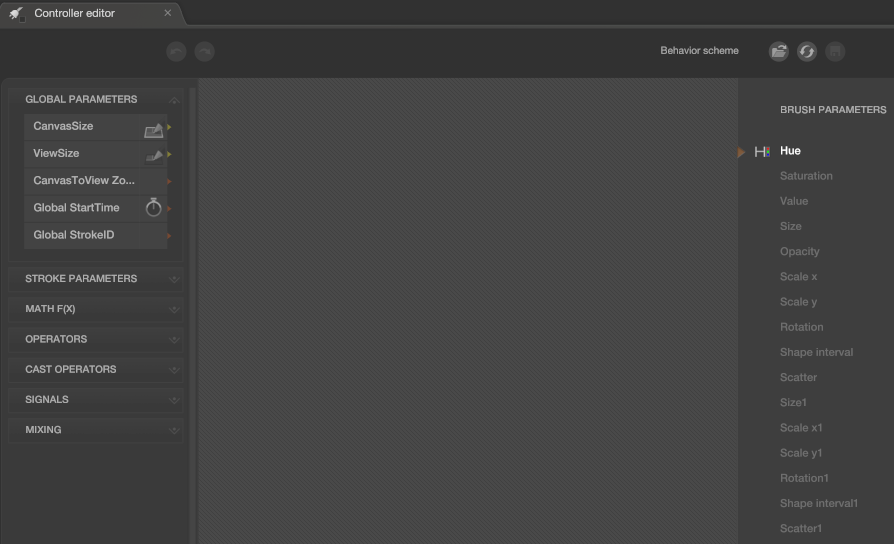 Controller editor
Behavior scheme
GLOBAL PARAMETERS
CanvasSize
ViewSize
CanvasToView Zo...
Global StartTime
Global StrokeID
STROKE PARAMETERS
MATH F(X)
OPERATORS
CAST OPERATORS
SIGNALS
MIXING
BRUSH PARAMETERS
H Hue
Saturation
Value
Size
Opacity
Scale x
Scale y
Rotation
Shape interval
Scatter
Size1
Scale x1
Scale y1
Rotation1
Shape interval1
Scatter1